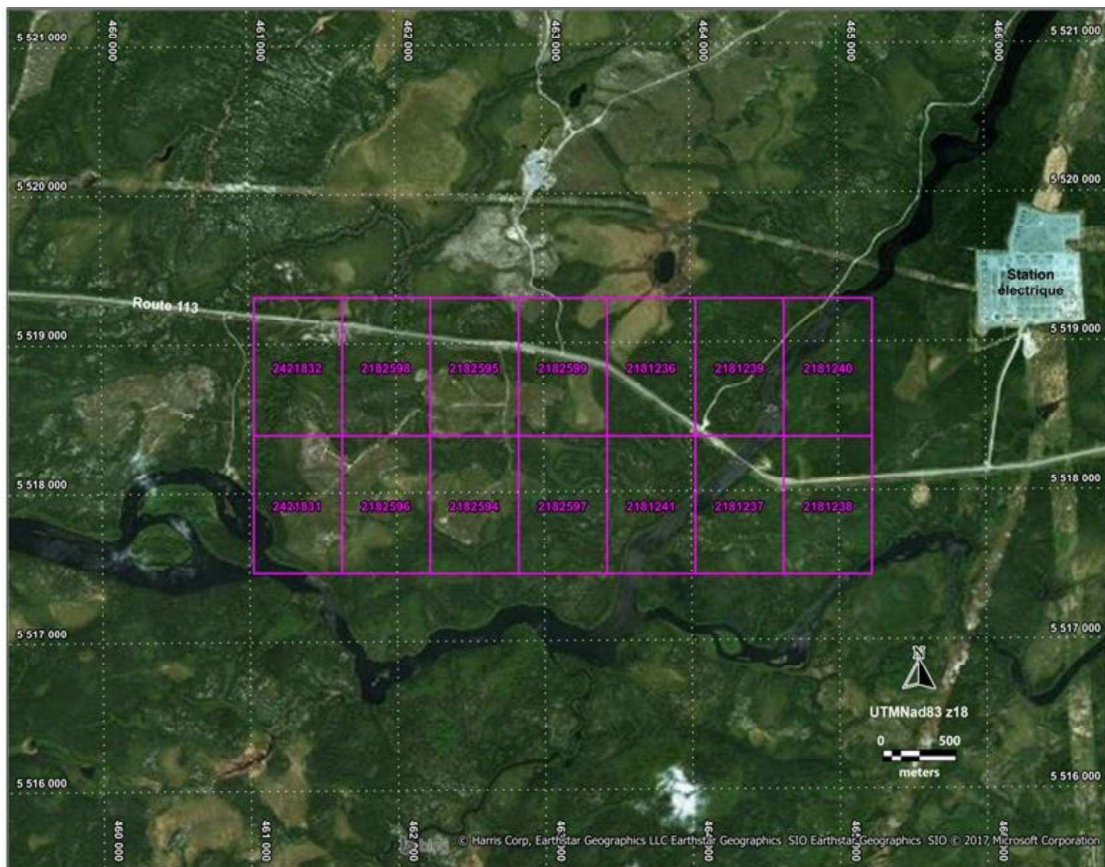 460 000 461 000 462 000 463 000 464 000 465 000 466 000
5 521 000 5 521 000
5 520 000 5 520 000
Station
électrique
Route 113
5 519 000 5 519 000
2421832 2182598 2182595 2182599 2181236 2181239 2181240
5 518 000 5 518 000
2421831 2182596 2182594 2182597 2181241 2181237 2181238
5 517 000 5 517 000
N
UTMNad83 z18
0 500
meters
5 516 000 5 516 000
460 000 461 000
© Harris Corp, Earthstar Geographics LLC Earthstar Geographics SIO Earthstar Geographics SIO © 2017 Microsoft Corporation